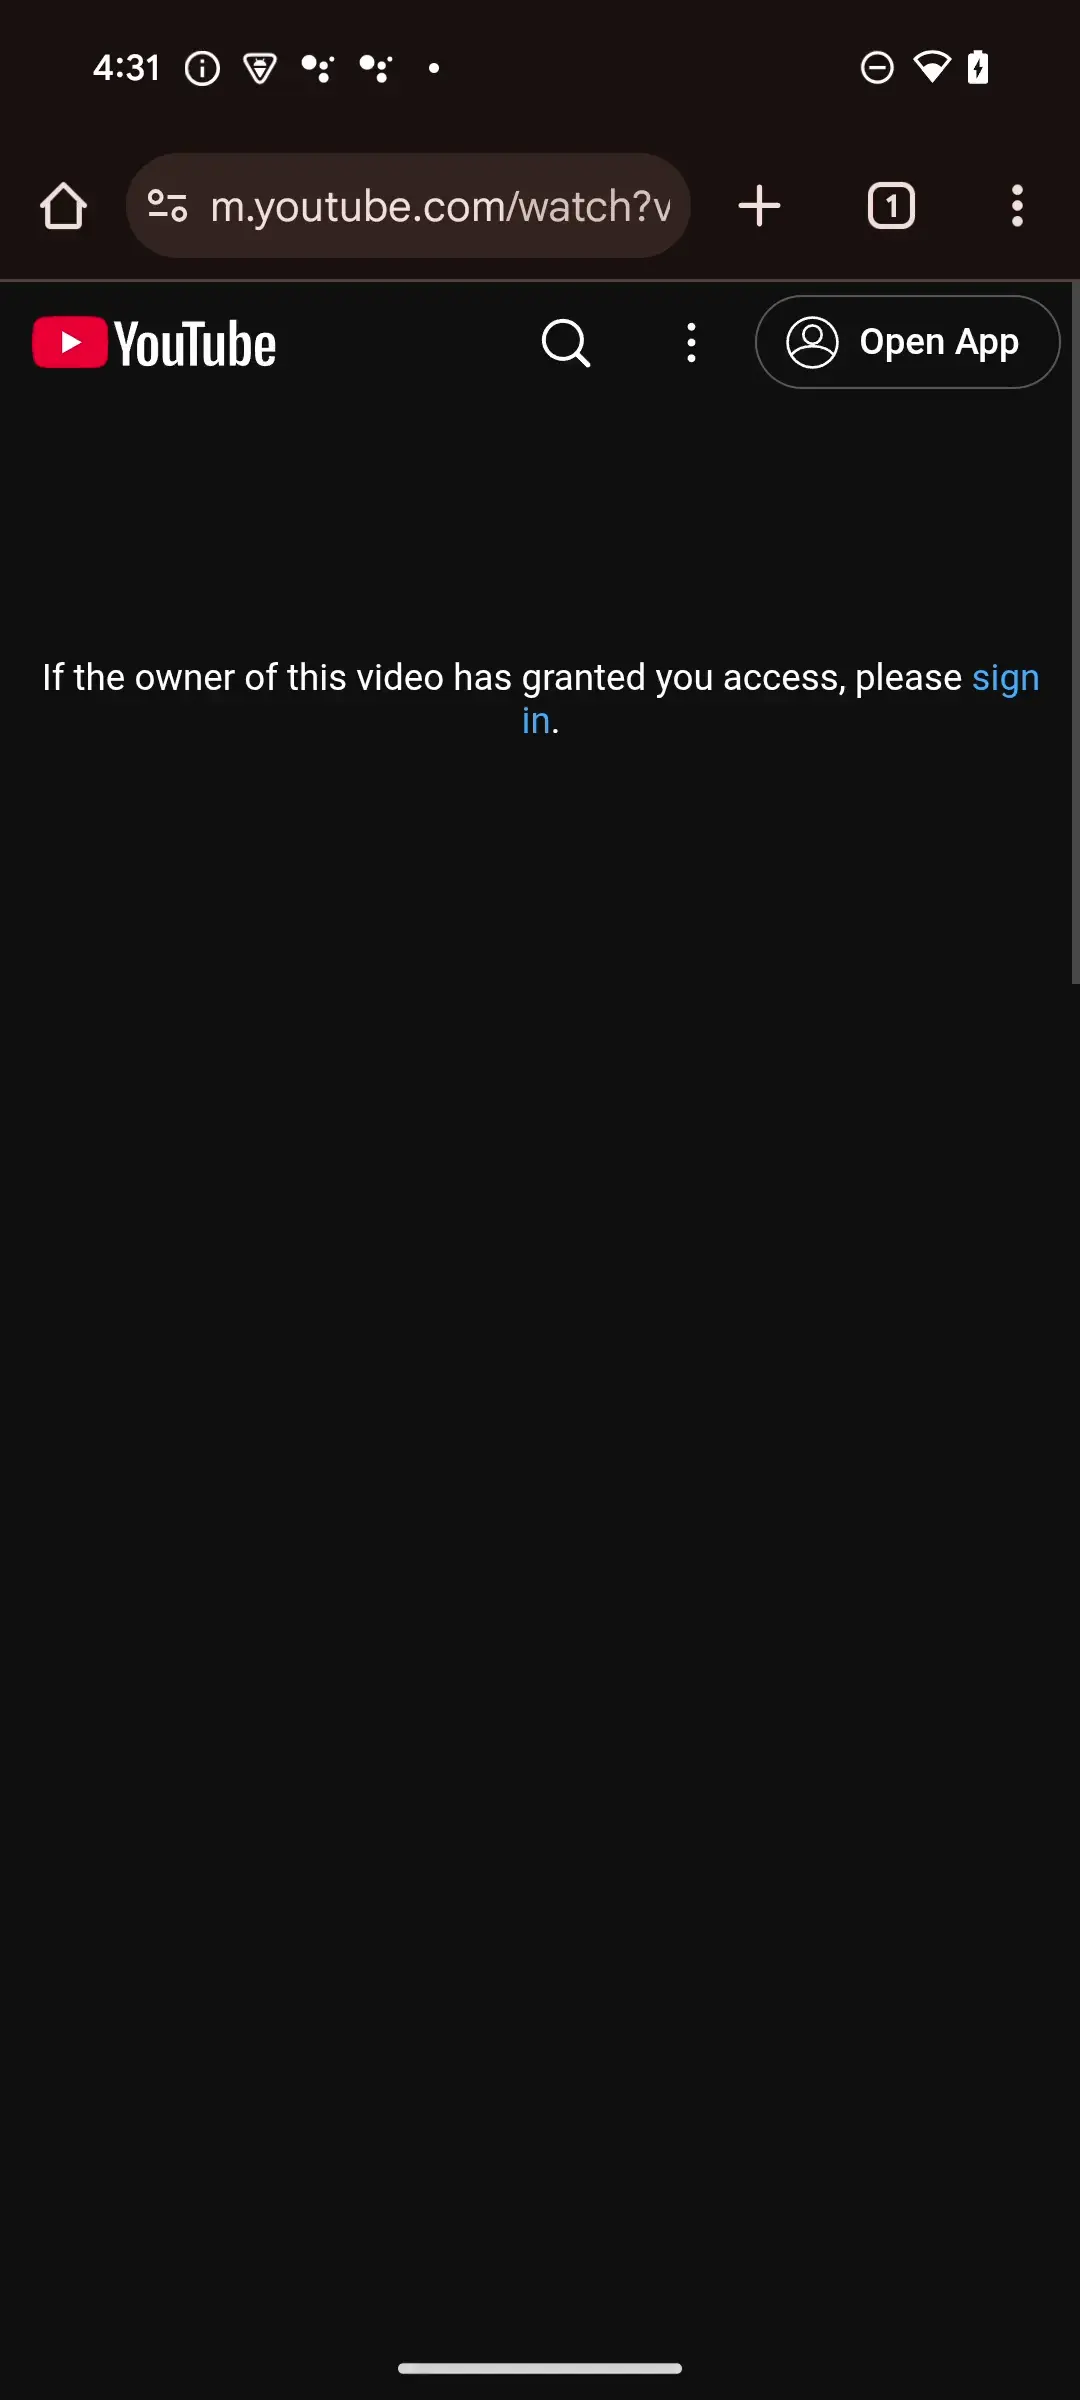 4:31
m.youtube.com/watch?v
1
YouTube
Open App
If the owner of this video has granted you access, please sign
in.